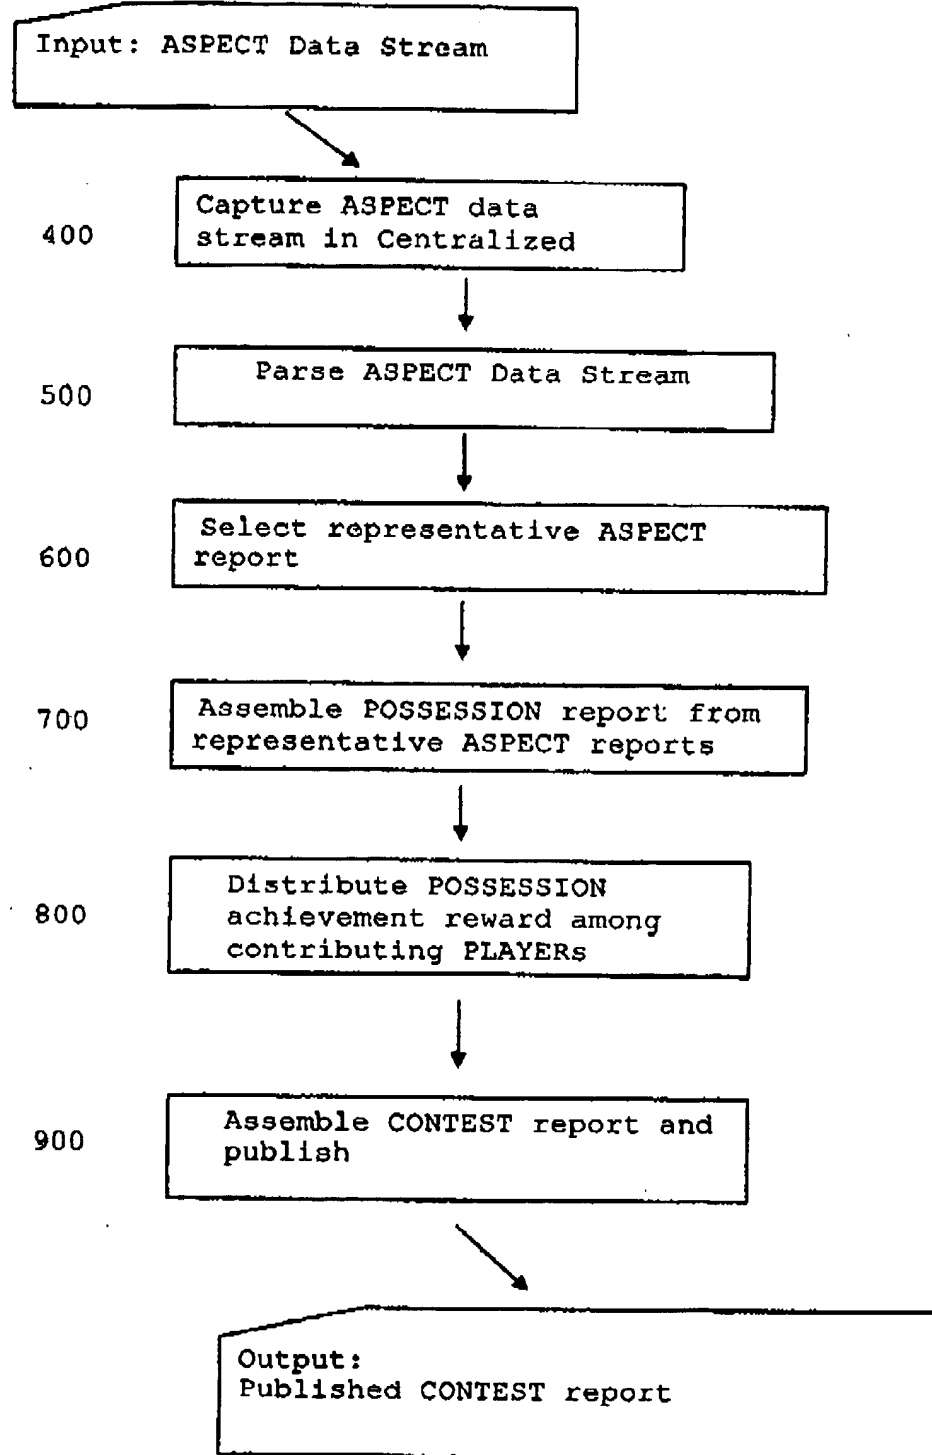 Input: ASPECT Data Stream
400
Capture ASPECT data
stream in Centralized
500
Parse ASPECT Data Stream
600
Select representative ASPECT
report
700
Assemble POSSESSION report from
representative ASPECT reports
800
Distribute POSSESSION
achievement reward among
contributing PLAYERs
900
Assemble CONTEST report and
publish
Output:
Published CONTEST report